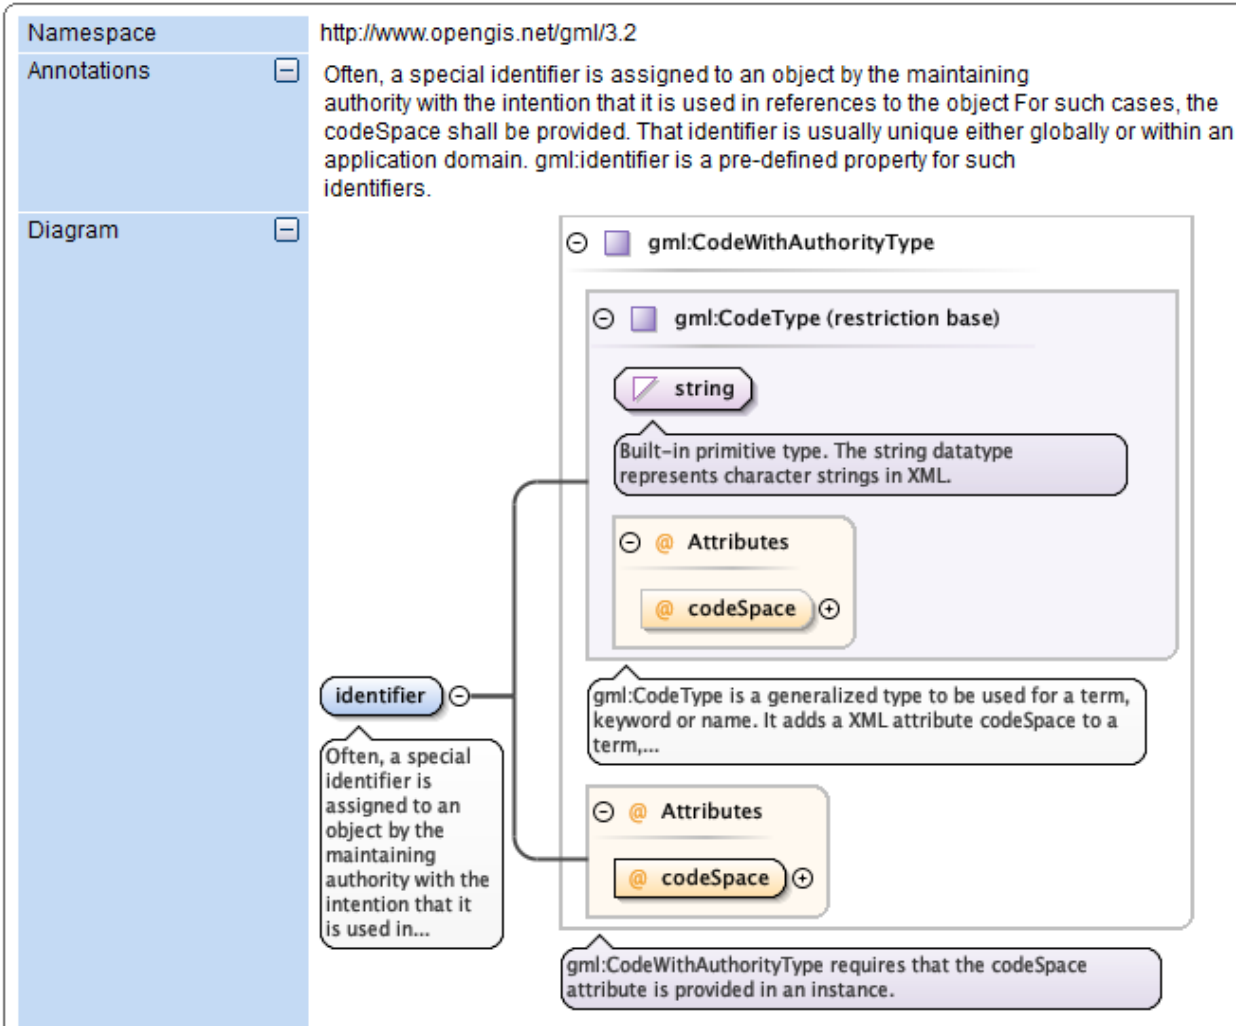 Namespace
http://www.opengis.net/gml/3.2
Annotations
Often, a special identifier is assigned to an object by the maintaining
authority with the intention that it is used in references to the object For such cases, the
codeSpace shall be provided. That identifier is usually unique either globally or within an
application domain. gml:identifier is a pre-defined property for such
identifiers.
Diagram
gml:CodeWithAuthorityType
gml:CodeType (restriction base)
string
Built-in primitive type. The string datatype
represents character strings in XML.
@ Attributes
@ codeSpace
gml:CodeType is a generalized type to be used for a term,
keyword or name. It adds a XML attribute codeSpace to a
term,...
identifier
Often, a special
identifier is
assigned to an
object by the
maintaining
authority with the
intention that it
is used in...
@ Attributes
@ codeSpace
gml:CodeWithAuthorityType requires that the codeSpace
attribute is provided in an instance.